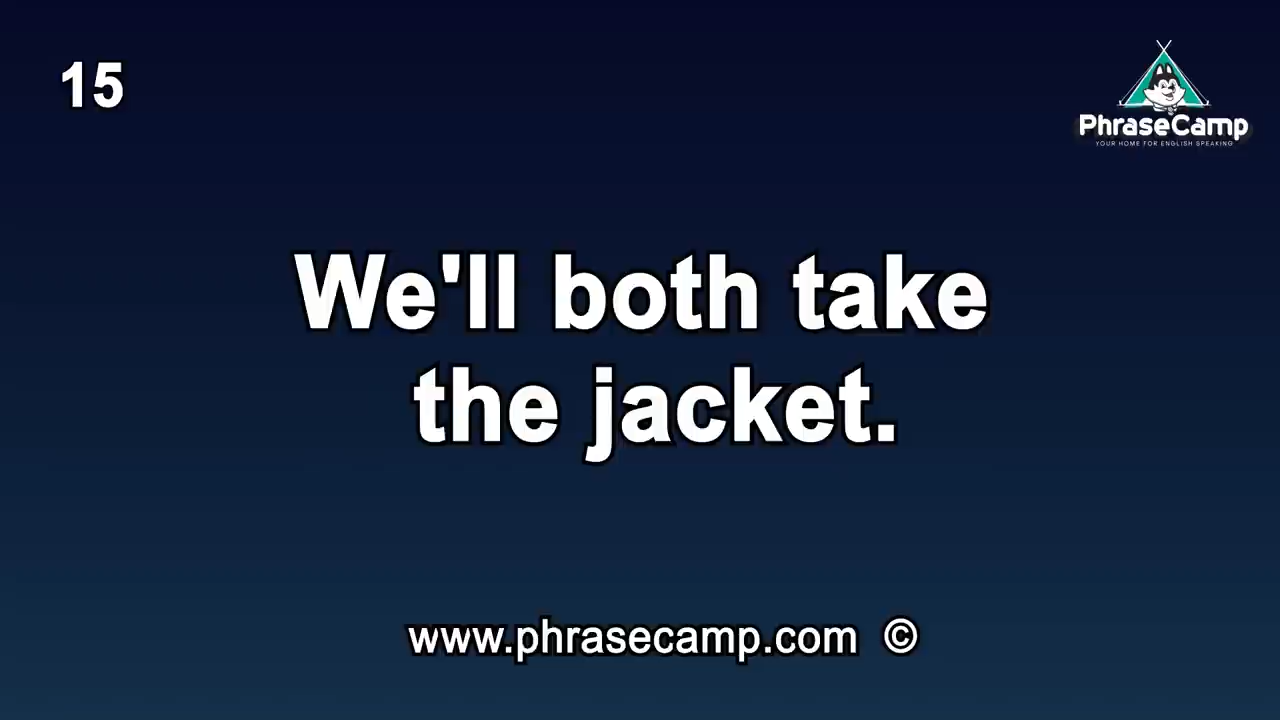 15
PhraseCamp
YOUR HOME FOR ENGLISH SPEAKING
We'll both take
the jacket.
www.phrasecamp.com ©